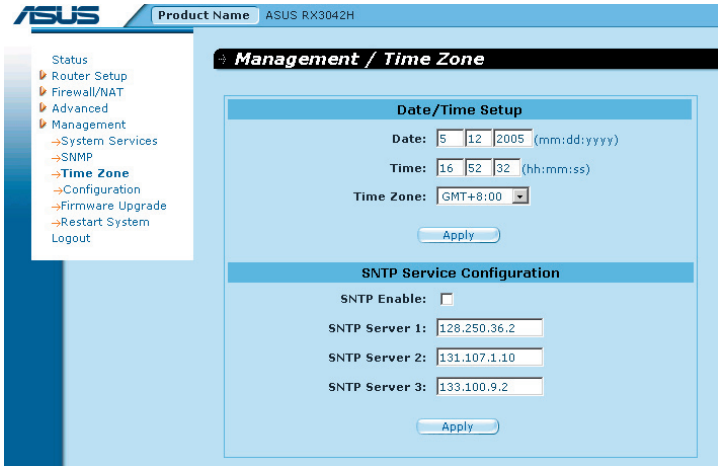 ASUS Product Name ASUS RX3042H
Status
Router Setup
Firewall/NAT
Advanced
Management
→System Services
→SNMP
→Time Zone
→Configuration
→Firmware Upgrade
→Restart System
Logout
Management / Time Zone
Date/Time Setup
Date: 5 12 2005 (mm:dd:yyyy)
Time: 16 52 32 (hh:mm:ss)
Time Zone: GMT+8:00
Apply
SNTP Service Configuration
SNTP Enable:
SNTP Server 1: 128.250.36.2
SNTP Server 2: 131.107.1.10
SNTP Server 3: 133.100.9.2
Apply